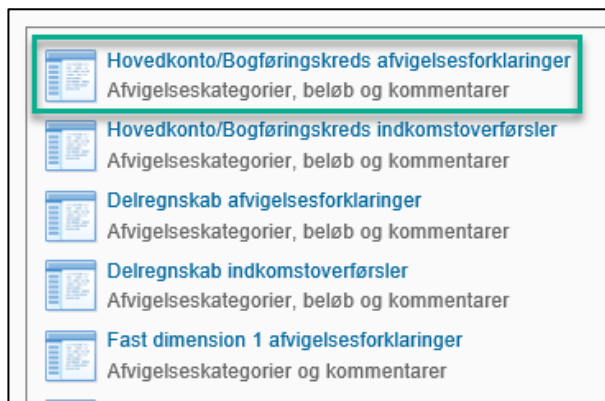 Hovedkonto/Bogføringskreds afvigelsesforklaringer
Afvigelseskategorier, beløb og kommentarer
Hovedkonto/Bogføringskreds indkomstoverførsler
Afvigelseskategorier, beløb og kommentarer
Delregnskab afvigelsesforklaringer
Afvigelseskategorier, beløb og kommentarer
Delregnskab indkomstoverførsler
Afvigelseskategorier, beløb og kommentarer
Fast dimension 1 afvigelsesforklaringer
Afvigelseskategorier og kommentarer